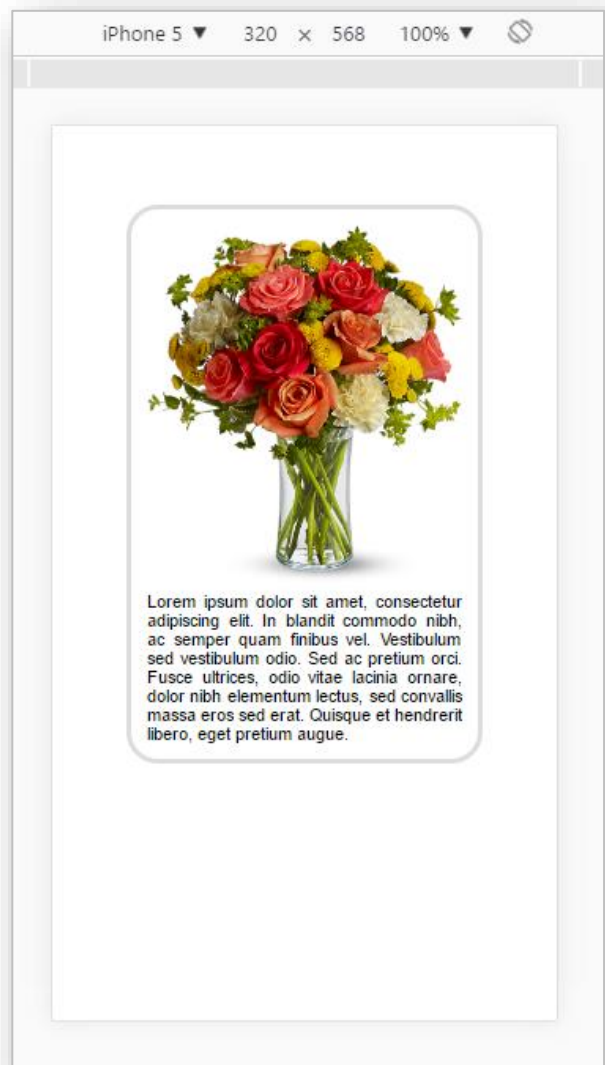 iPhone 5 ▼ 320 × 568 100% ▼
Lorem ipsum dolor sit amet, consectetur
adipiscing elit. In blandit commodo nibh,
ac semper quam finibus vel. Vestibulum
sed vestibulum odio. Sed ac pretium orci.
Fusce ultrices, odio vitae lacinia ornare,
dolor nibh elementum lectus, sed convallis
massa eros sed erat. Quisque et hendrerit
libero, eget pretium augue.